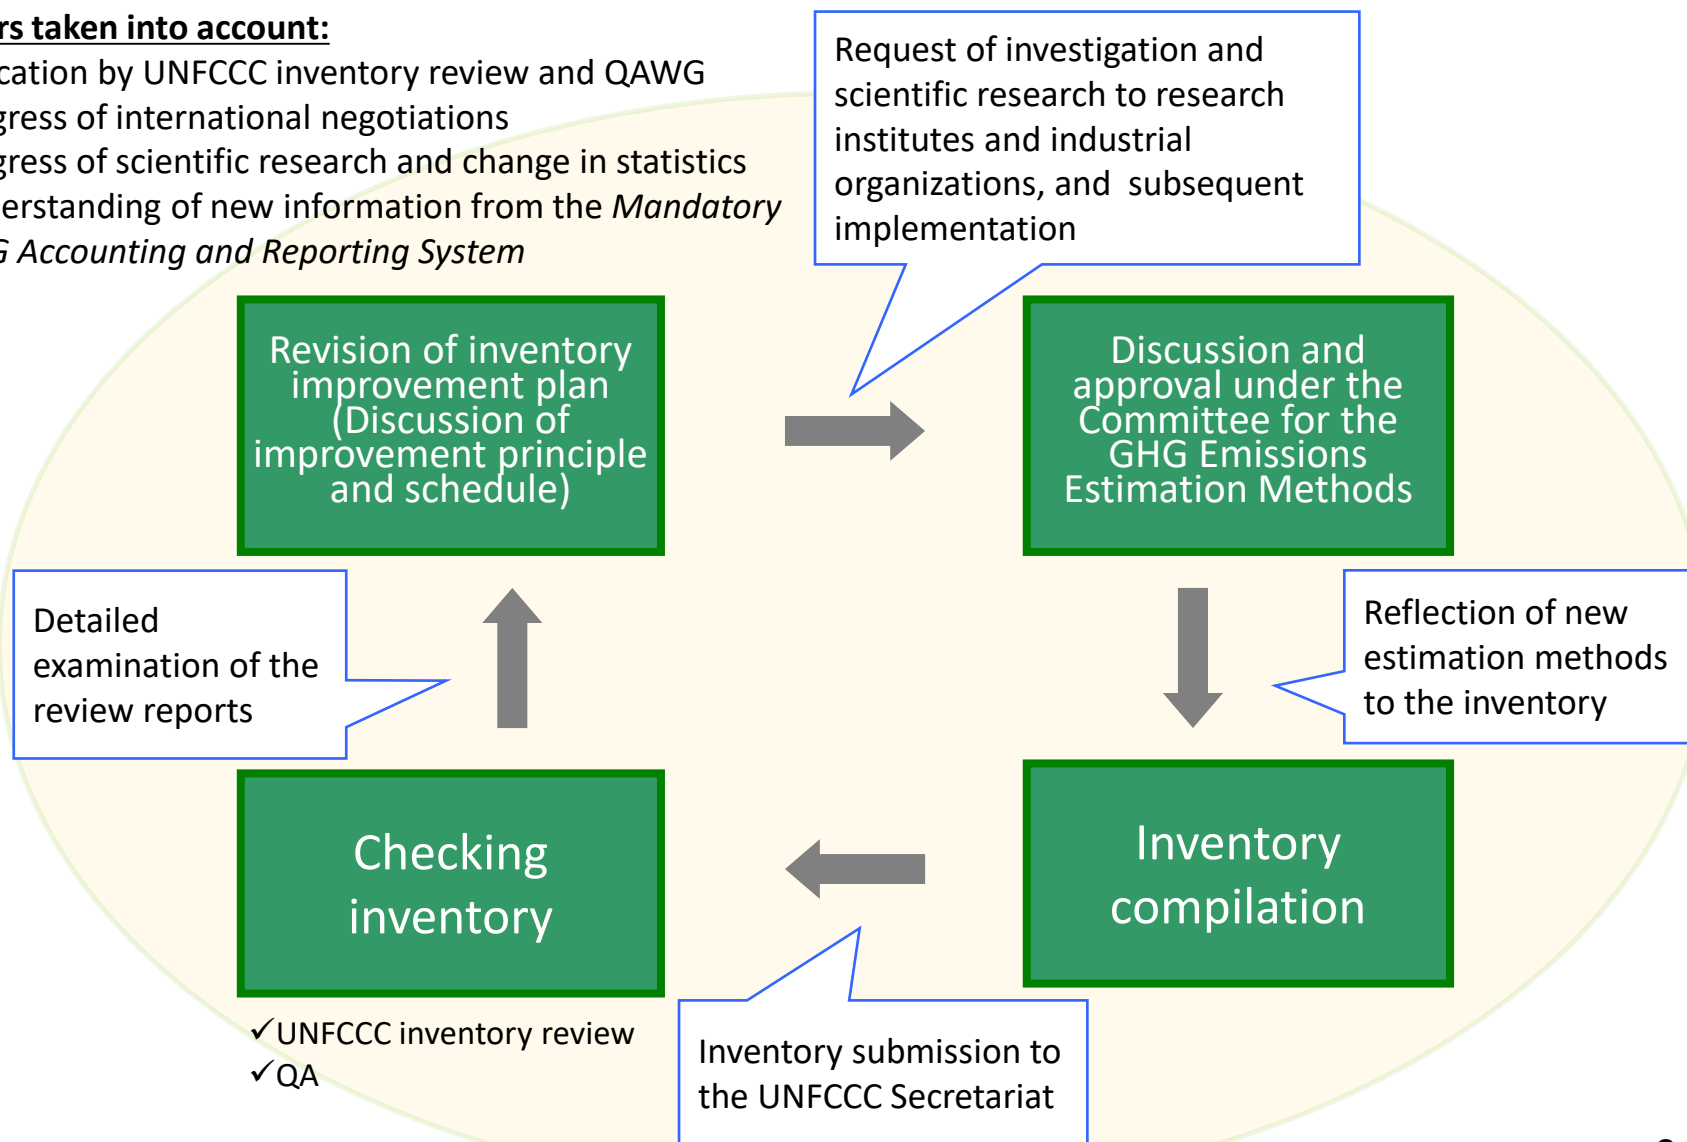 rs taken into account:
cation by UNFCCC inventory review and QAWG
gress of international negotiations
gress of scientific research and change in statistics
erstanding of new information from the Mandatory
G Accounting and Reporting System
Request of investigation and
scientific research to research
institutes and industrial
organizations, and subsequent
implementation
Revision of inventory
improvement plan
(Discussion of
improvement principle
and schedule)
Discussion and
approval under the
Committee for the
GHG Emissions
Estimation Methods
Detailed
examination of the
review reports
Reflection of new
estimation methods
to the inventory
Checking
inventory
Inventory
compilation
✓UNFCCC inventory review
✓QA
Inventory submission to
the UNFCCC Secretariat